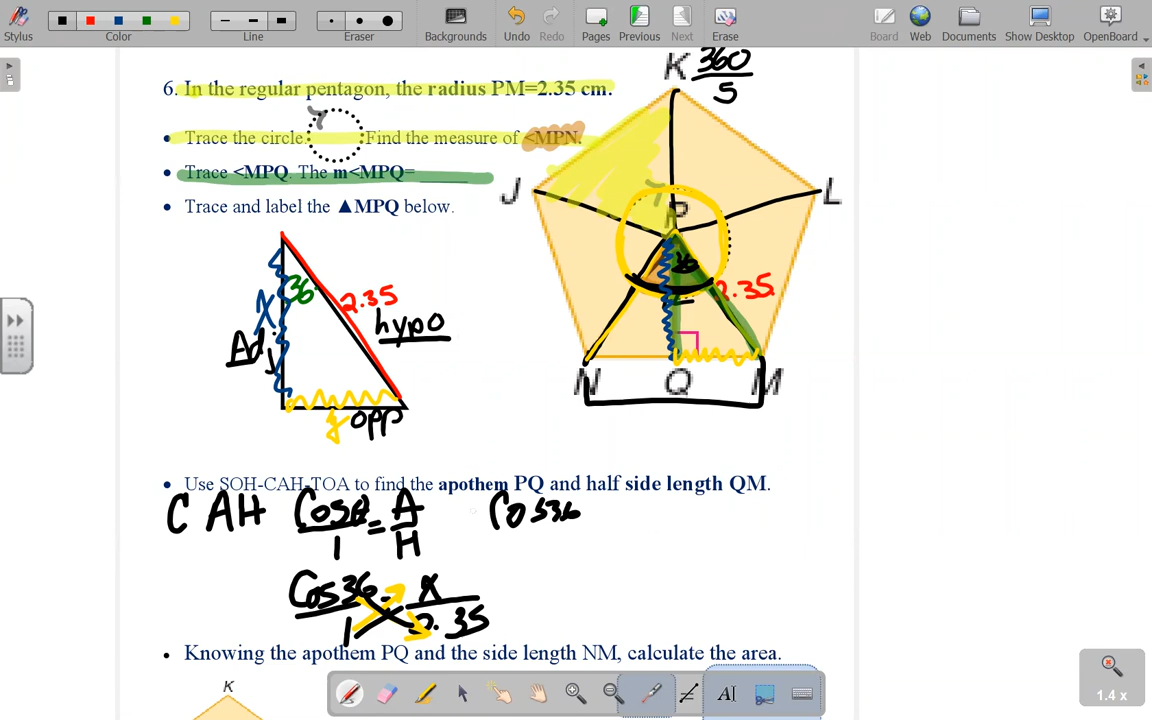 Stylus
Color
Line
Eraser
Backgrounds
Undo
Redo
Pages
Previous
Next
Erase
Board
Web
Documents
Show Desktop
OpenBoard
6. In the regular pentagon, the radius PM=2.35 cm.
• Trace the circle. Find the measure of <MPN.
• Trace <MPQ. The m<MPQ=______
• Trace and label the ▲MPQ below.
K
360
5
J
L
P
2.35
N
Q
M
36
2.35
hypo
x
Adj
y
opp
• Use SOH-CAH-TOA to find the apothem PQ and half side length QM.
CAH Cosθ = A
1 H
Cos36
Cos36 = x
1 2.35
• Knowing the apothem PQ and the side length NM, calculate the area.
K
1.4 x